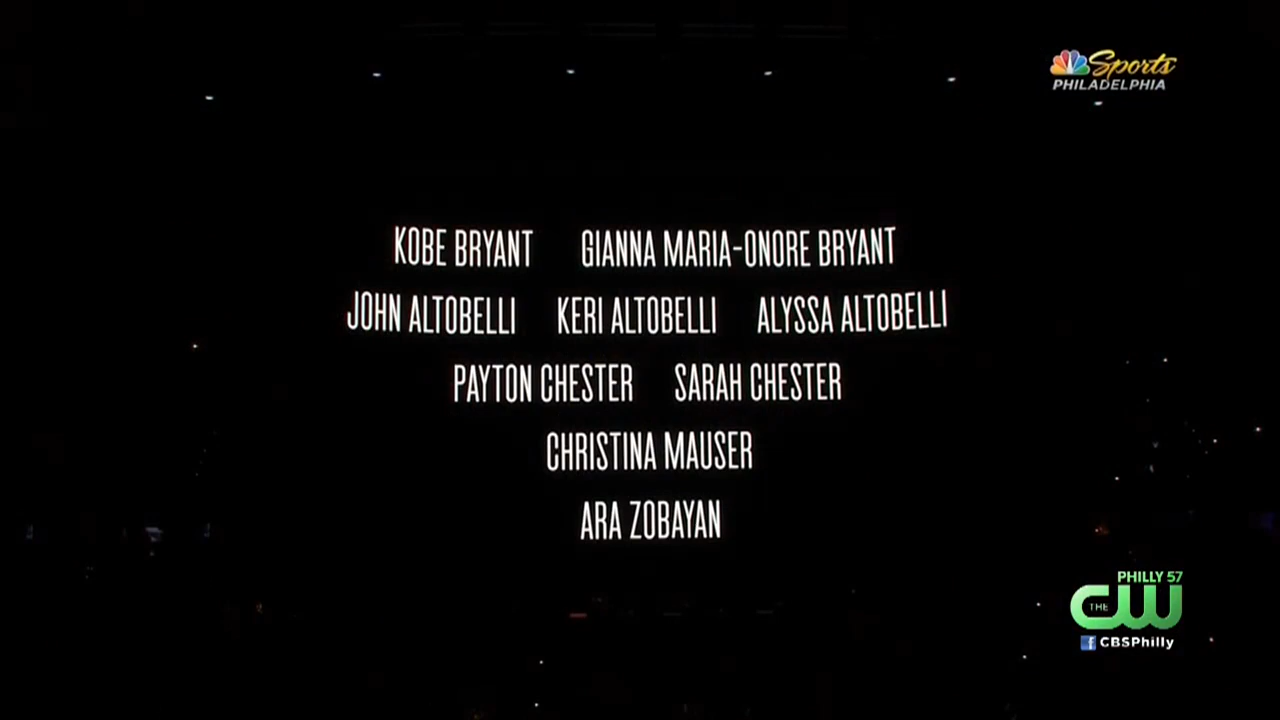 Sports
PHILADELPHIA
KOBE BRYANT GIANNA MARIA-ONORE BRYANT
JOHN ALTOBELLI KERI ALTOBELLI ALYSSA ALTOBELLI
PAYTON CHESTER SARAH CHESTER
CHRISTINA MAUSER
ARA ZOBAYAN
PHILLY 57
THE CW
f CBSPhilly